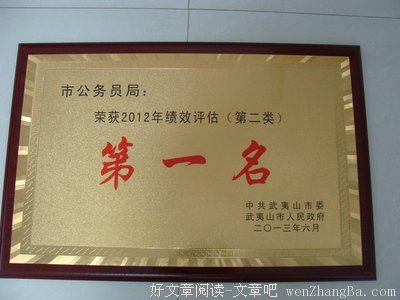 市公务员局：
荣获2012年绩效评估（第二类）
第一名
中共武夷山市委
武夷山市人民政府
二〇一三年六月
好文章阅读-文章吧 wenZhangBa.com